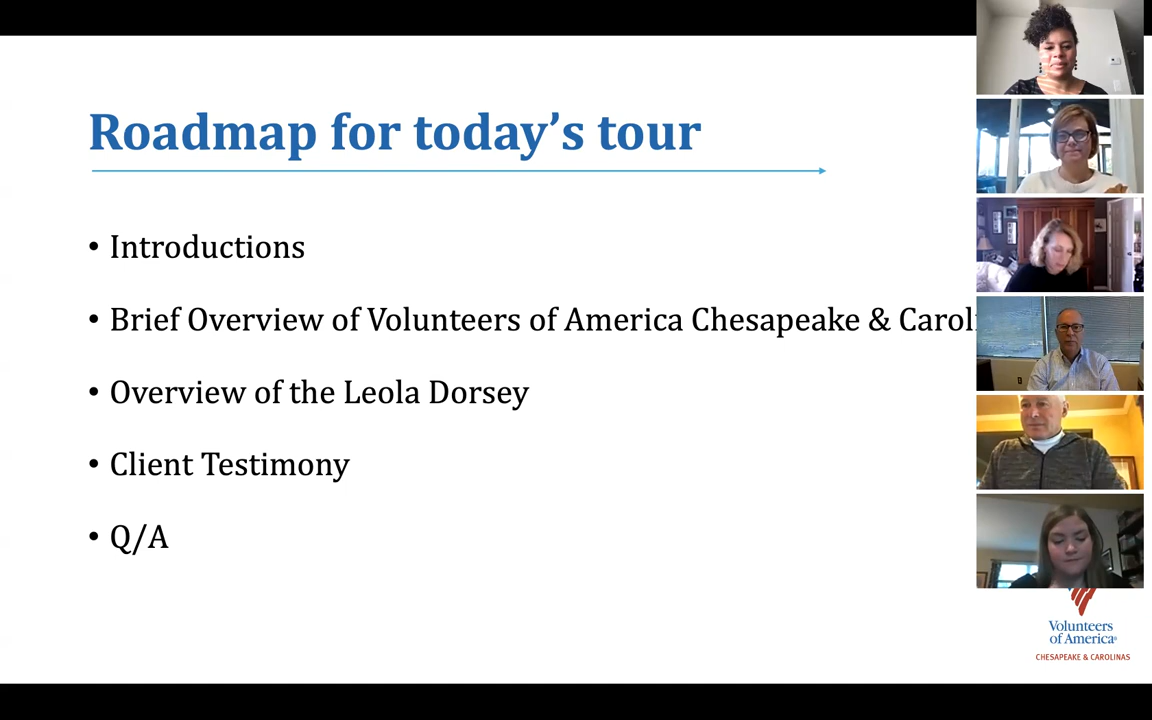 Roadmap for today's tour
• Introductions
• Brief Overview of Volunteers of America Chesapeake & Caroli
• Overview of the Leola Dorsey
• Client Testimony
• Q/A
Volunteers
of America®
CHESAPEAKE & CAROLINAS